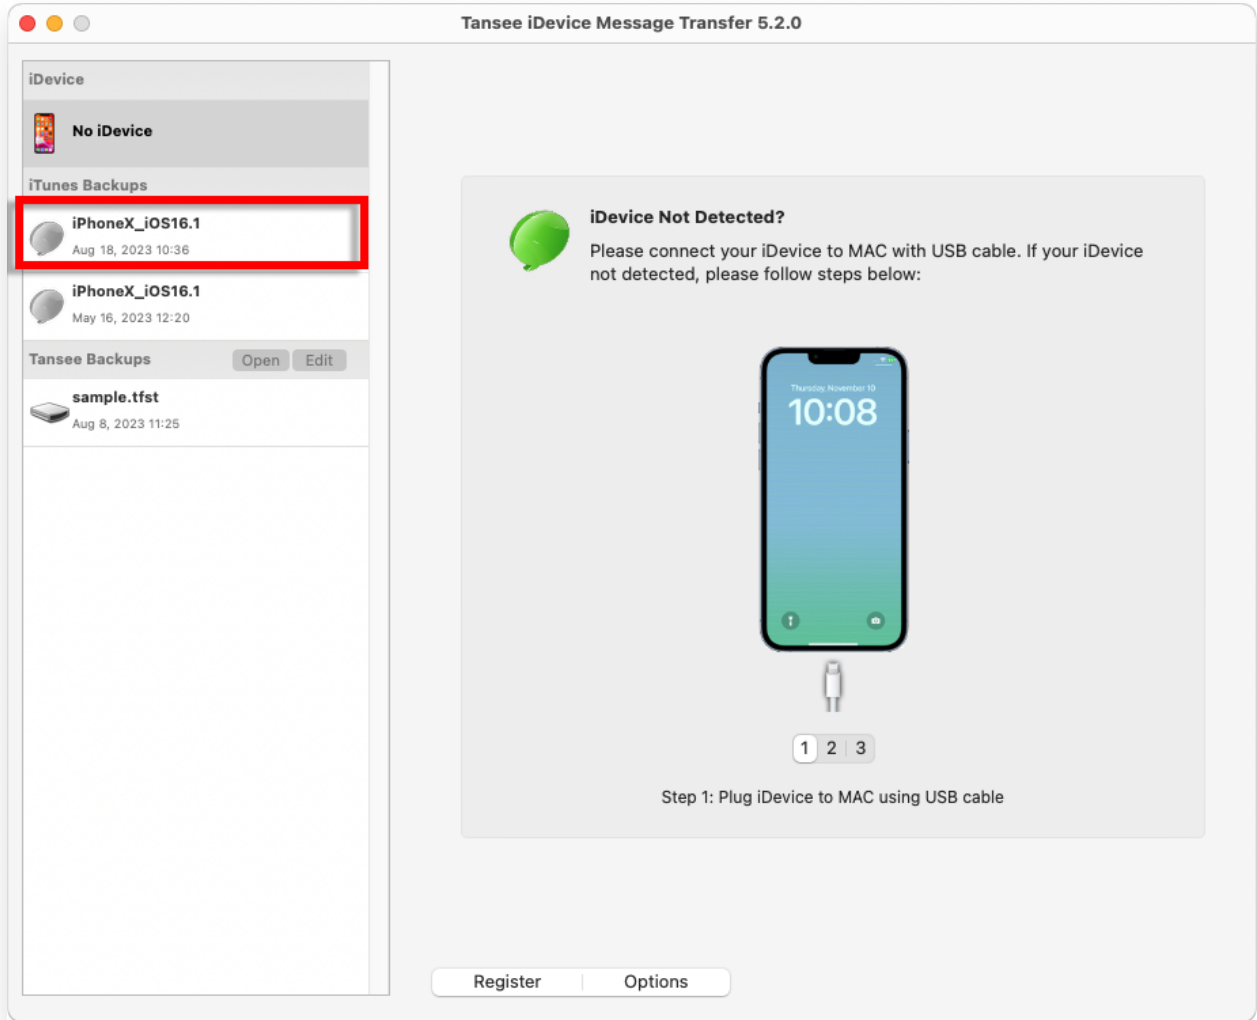 Tansee iDevice Message Transfer 5.2.0
iDevice
No iDevice
iTunes Backups
iPhoneX_iOS16.1
Aug 18, 2023 10:36
iPhoneX_iOS16.1
May 16, 2023 12:20
Tansee Backups Open Edit
sample.tfst
Aug 8, 2023 11:25
iDevice Not Detected?
Please connect your iDevice to MAC with USB cable. If your iDevice
not detected, please follow steps below:
Thursday, November 10
10:08
1 2 3
Step 1: Plug iDevice to MAC using USB cable
Register Options